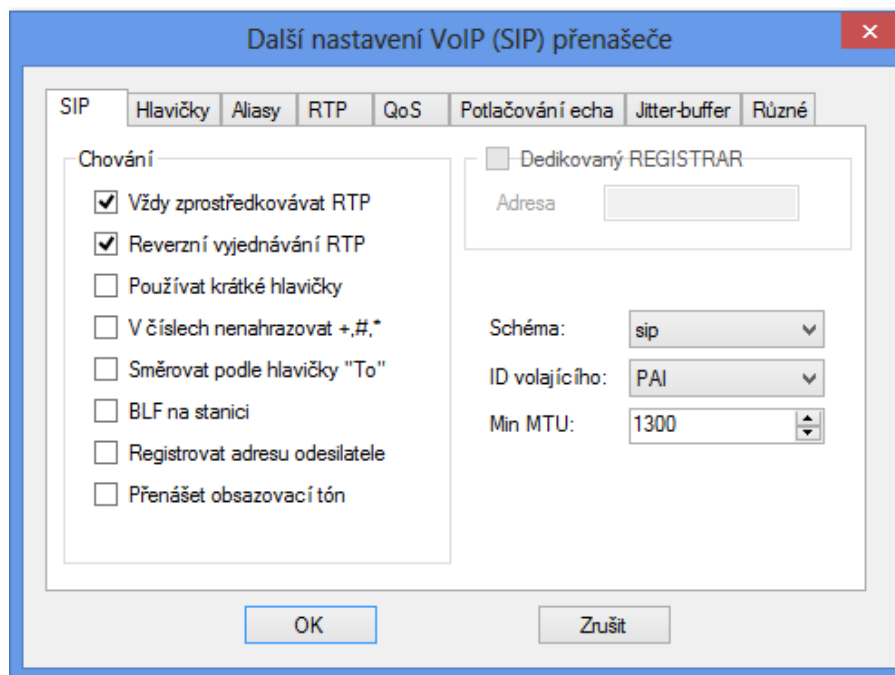 Další nastavení VoIP (SIP) přenašeče
SIP Hlavičky Aliasy RTP QoS Potlačování echa Jitter-buffer Různé
Chování
Vždy zprostředkovávat RTP
Reverzní vyjednávání RTP
Používat krátké hlavičky
V číslech nenahrazovat +,#,*
Směrovat podle hlavičky "To"
BLF na stanici
Registrovat adresu odesilatele
Přenášet obsazovací tón
Dedikovaný REGISTRAR
Adresa
Schéma: sip
ID volajícího: PAI
Min MTU: 1300
OK Zrušit